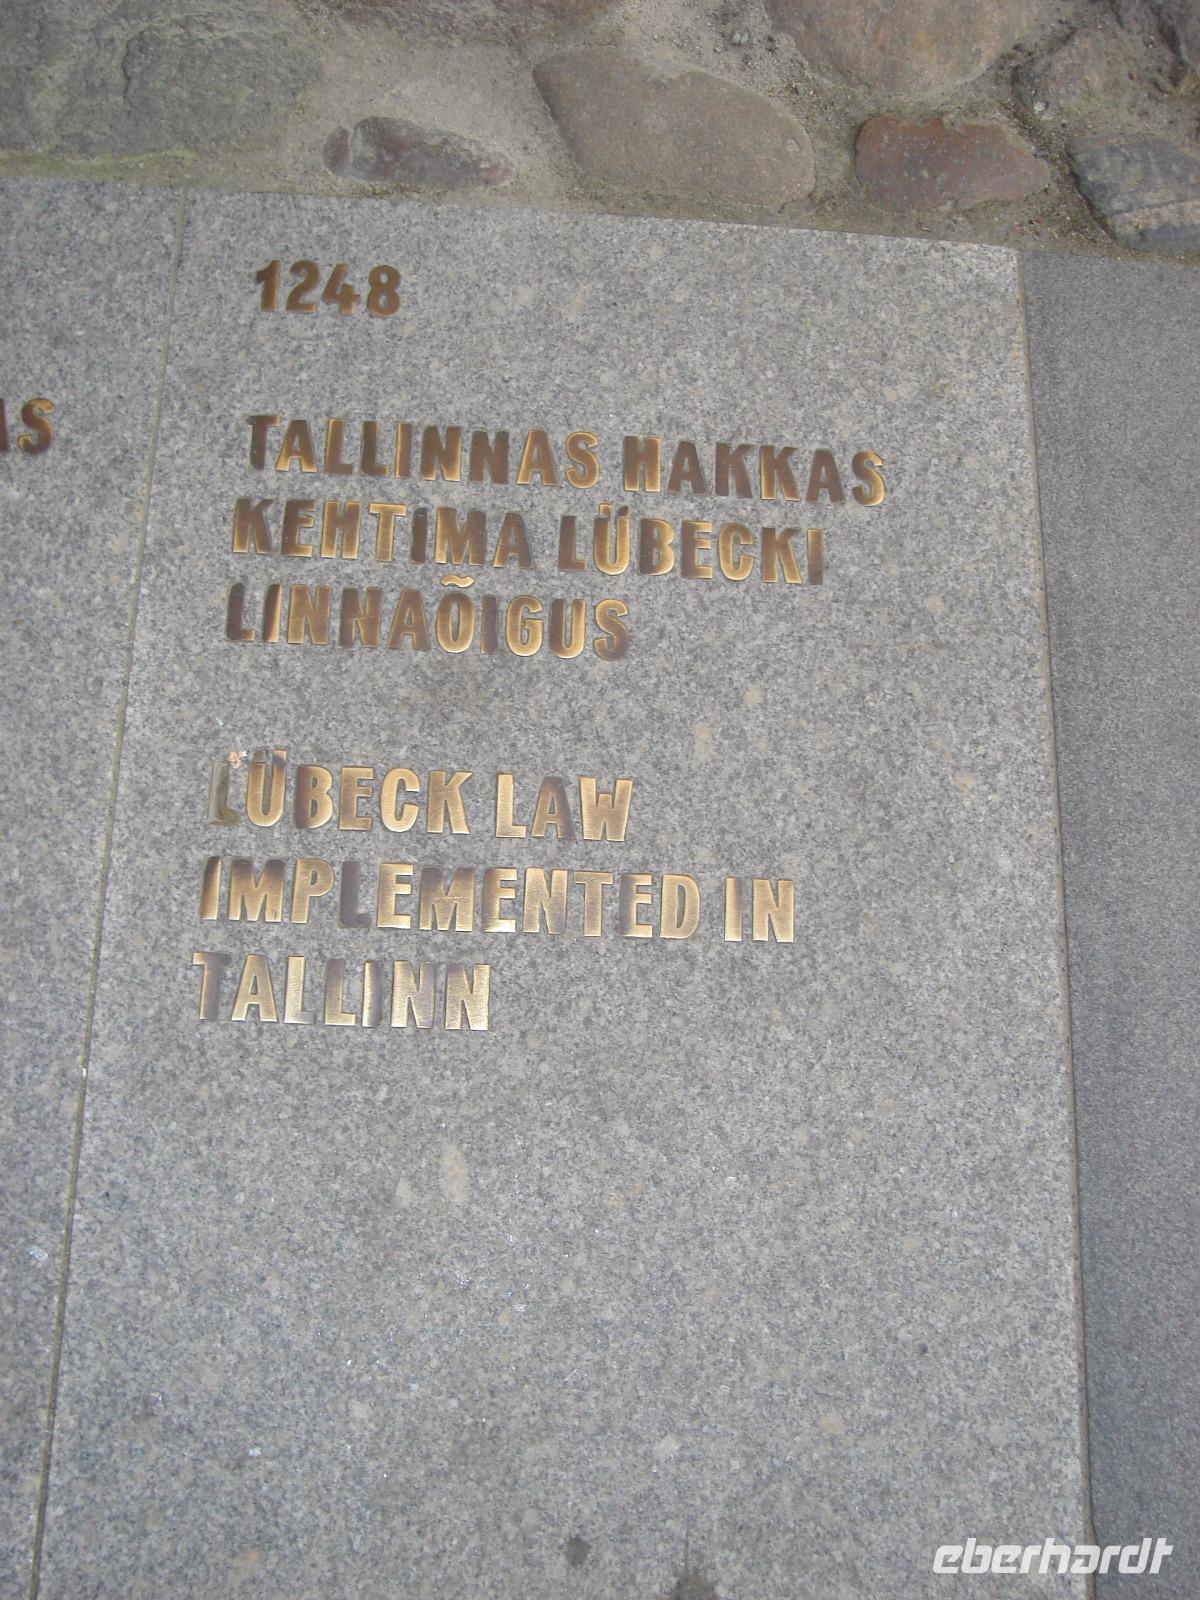 1248
TALLINNAS HAKKAS
KEHTIMA LÜBECKI
LINNAÕIGUS
LÜBECK LAW
IMPLEMENTED IN
TALLINN
eberhardt